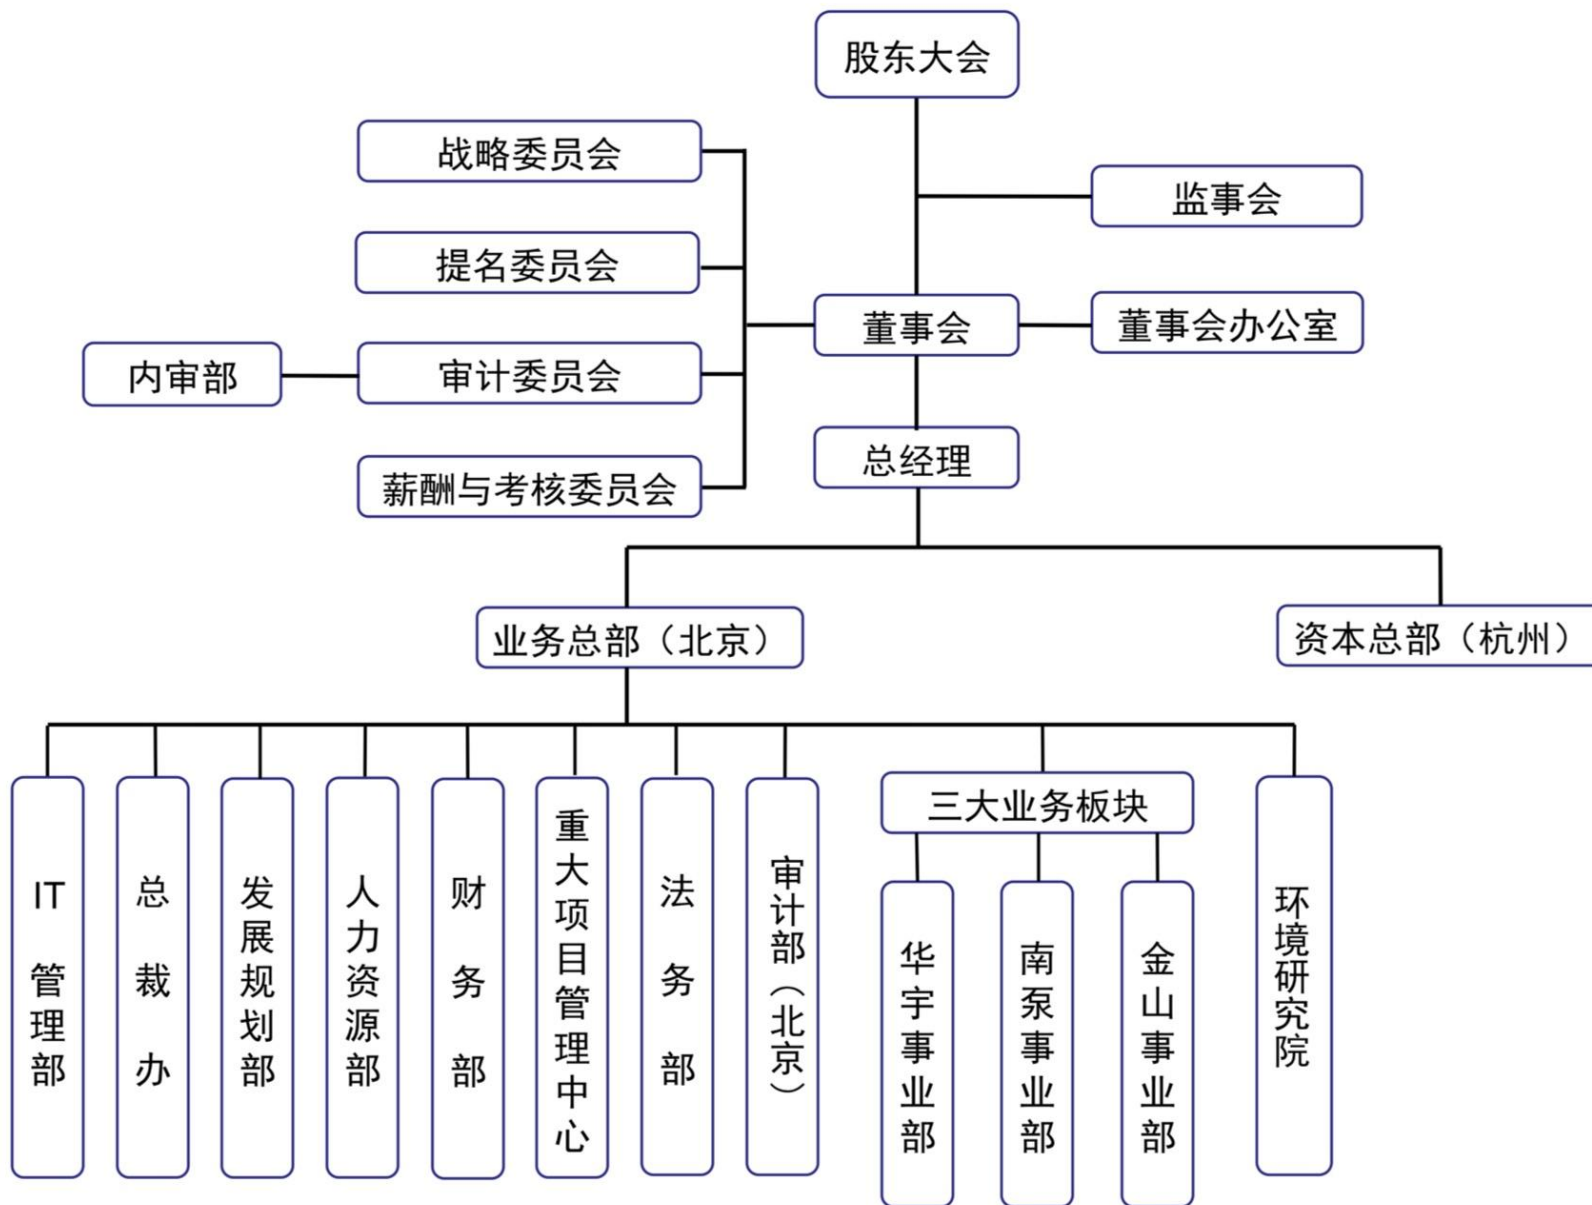 股东大会
战略委员会
监事会
提名委员会
董事会
董事会办公室
内审部
审计委员会
总经理
薪酬与考核委员会
业务总部（北京）
资本总部（杭州）
IT管理部
总裁办
发展规划部
人力资源部
财务部
重大项目管理中心
法务部
审计部（北京）
三大业务板块
华宇事业部
南泵事业部
金山事业部
环境研究院